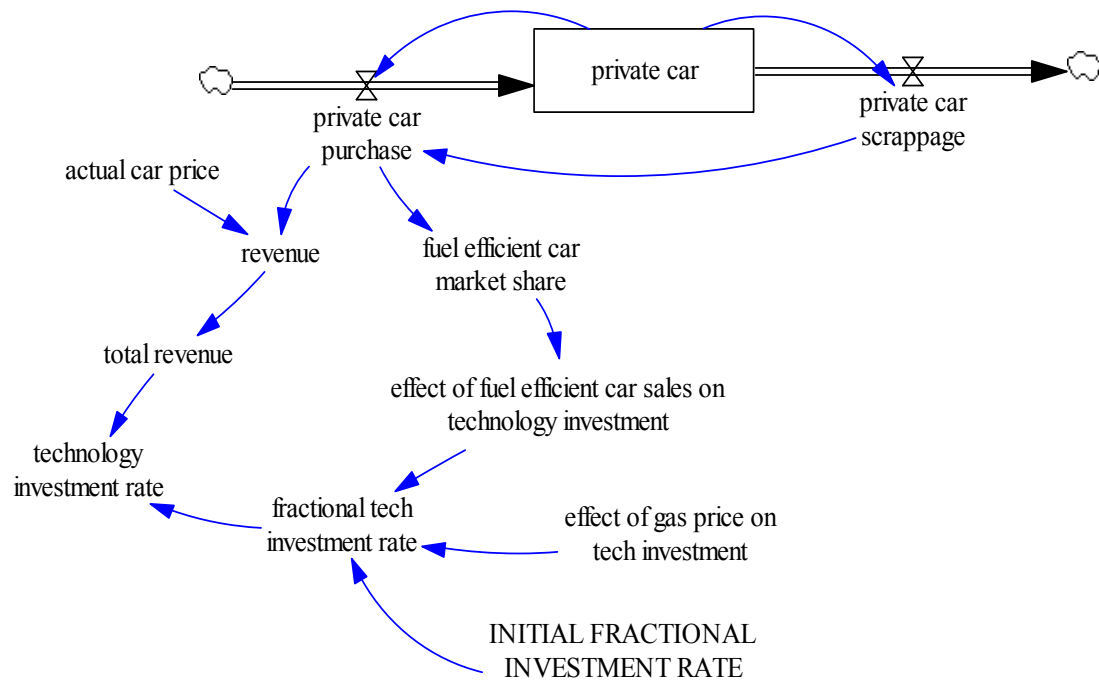 private car
private car
scrappage
private car
purchase
actual car price
revenue
fuel efficient car
market share
total revenue
effect of fuel efficient car sales on
technology investment
technology
investment rate
fractional tech
investment rate
effect of gas price on
tech investment
INITIAL FRACTIONAL
INVESTMENT RATE